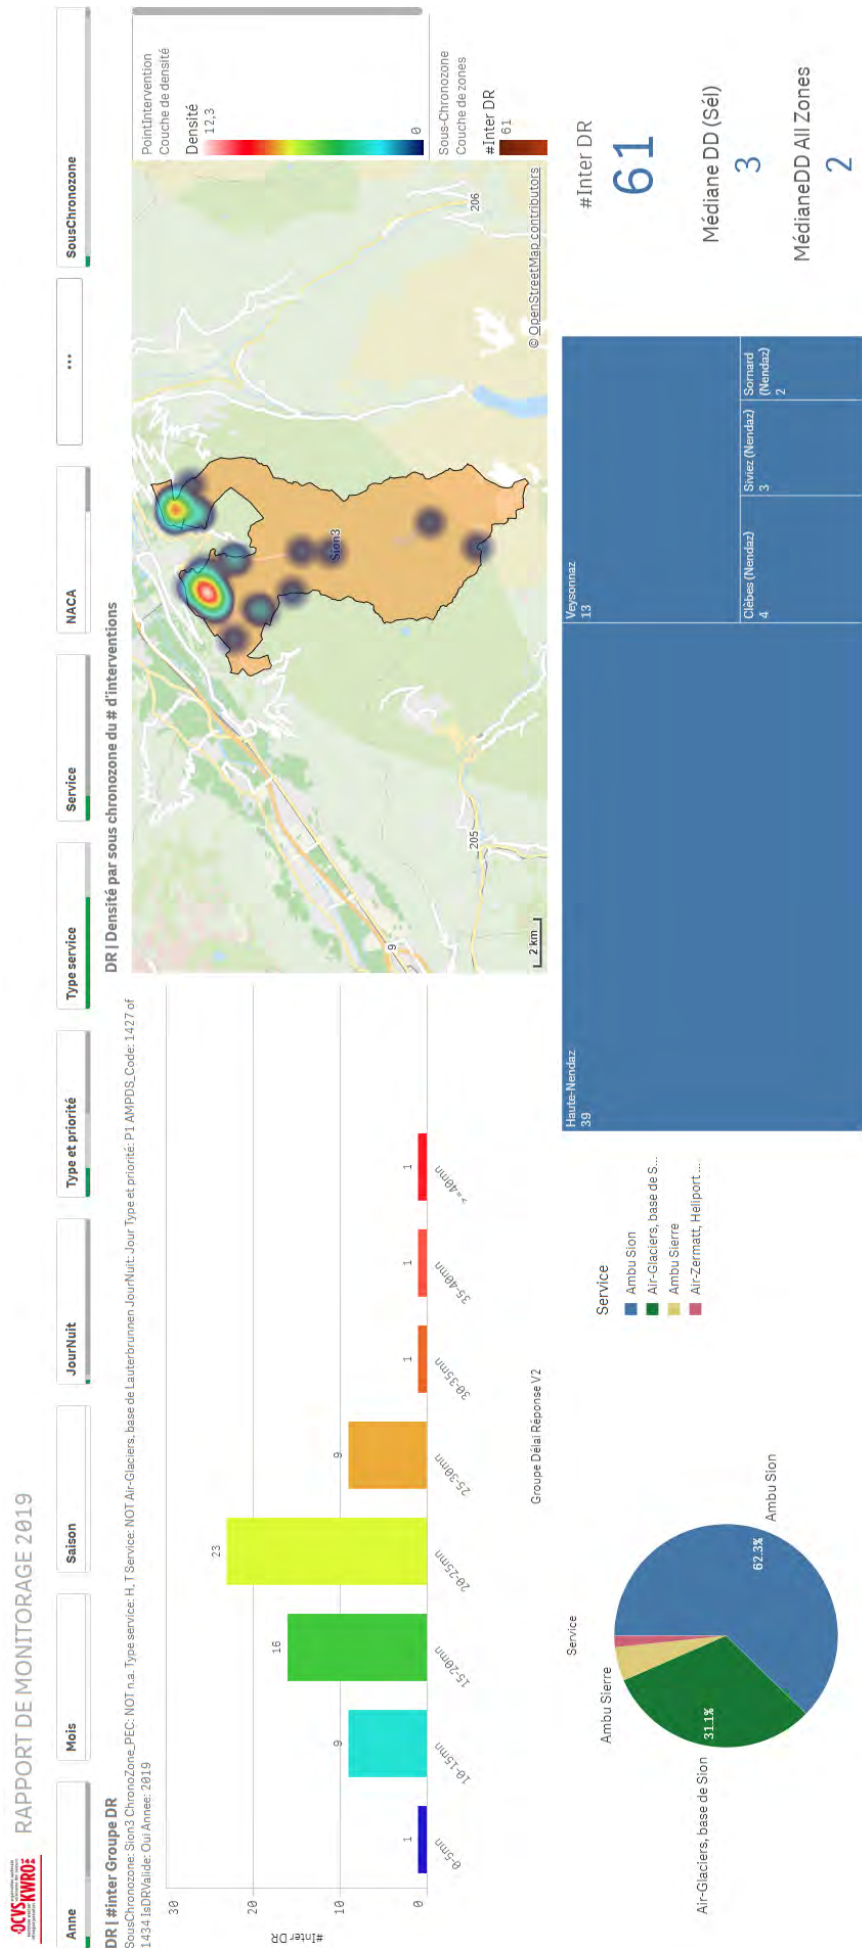 OCVS
KWRO
RAPPORT DE MONITORAGE 2019
Anne
Mois
Saison
JourNuit
Type et priorité
Type service
Service
NACA
...
SousChronozone
DR | #inter Groupe DR
SousChronozone: Sion3 ChronoZone_PEC: NOT n.a. Type service: H, T Service: NOT Air-Glaciers, base de Lauterbrunnen JourNuit: Jour Type et priorité: P1 AMPDS_Code: 1427 of
1434 IsDRValide: Oui Annee: 2019
#Inter DR
30
20
10
0
1
9
16
23
9
1
1
1
0-5mn
10-15mn
15-20mn
20-25mn
25-30mn
30-35mn
35-40mn
>=40mn
Groupe Délai Réponse V2
DR | Densité par sous chronozone du # d'interventions
Sion3
9
205
206
2 km
© OpenStreetMap contributors
PointIntervention
Couche de densité
Densité
12,3
0
Sous-Chronozone
Couche de zones
#Inter DR
61
Service
Ambu Sierre
Air-Glaciers, base de Sion
31.1%
62.3%
Ambu Sion
Service
Ambu Sion
Air-Glaciers, base de S...
Ambu Sierre
Air-Zermatt, Heliport ...
Haute-Nendaz
39
Veysonnaz
13
Clèbes (Nendaz)
4
Siviez (Nendaz)
3
Sornard
(Nendaz)
2
#Inter DR
61
Médiane DD (Sél)
3
MédianeDD All Zones
2